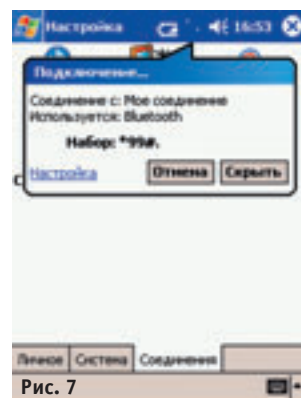 Настройка 16:53
Подключение...
Соединение с: Мое соединение
Используется: Bluetooth
Набор: *99#.
Настройка Отмена Скрыть
Личное Система Соединения
Рис. 7